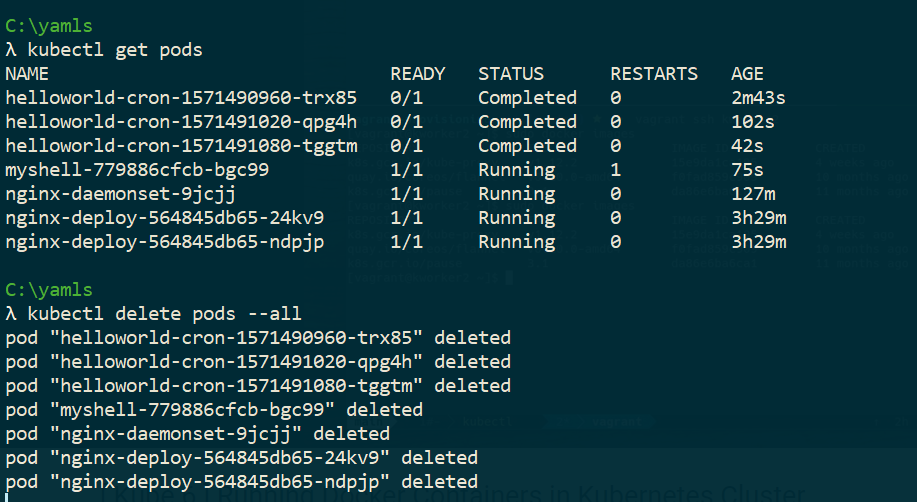 C:\yamls
λ kubectl get pods
NAME READY STATUS RESTARTS AGE
helloworld-cron-1571490960-trx85 0/1 Completed 0 2m43s
helloworld-cron-1571491020-qpg4h 0/1 Completed 0 102s
helloworld-cron-1571491080-tggtm 0/1 Completed 0 42s
myshell-779886cfcb-bgc99 1/1 Running 1 75s
nginx-daemonset-9jcjj 1/1 Running 0 127m
nginx-deploy-564845db65-24kv9 1/1 Running 0 3h29m
nginx-deploy-564845db65-ndpjp 1/1 Running 0 3h29m
C:\yamls
λ kubectl delete pods --all
pod "helloworld-cron-1571490960-trx85" deleted
pod "helloworld-cron-1571491020-qpg4h" deleted
pod "helloworld-cron-1571491080-tggtm" deleted
pod "myshell-779886cfcb-bgc99" deleted
pod "nginx-daemonset-9jcjj" deleted
pod "nginx-deploy-564845db65-24kv9" deleted
pod "nginx-deploy-564845db65-ndpjp" deleted
Containers in Kubernetes Cluster